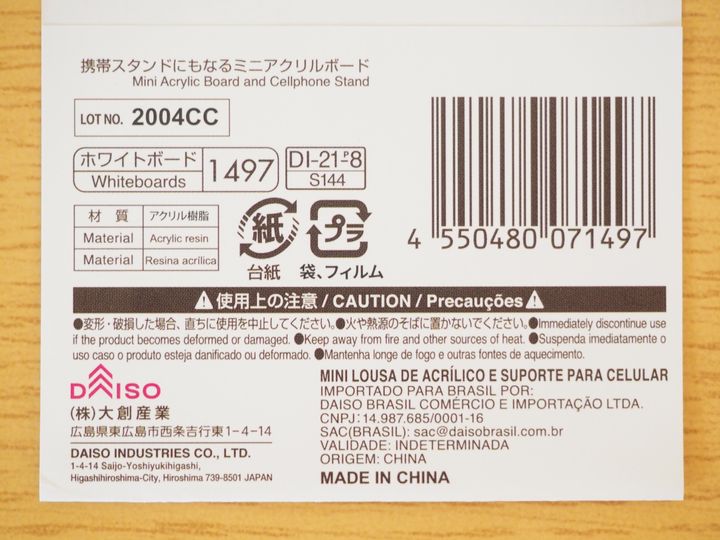 携帯スタンドにもなるミニアクリルボード
Mini Acrylic Board and Cellphone Stand
LOT NO. 2004CC
ホワイトボード
Whiteboards
1497
DI-21-P-8
S144
材 質 アクリル樹脂
Material Acrylic resin
Material Resina acrílica
紙
台紙
プラ
袋、フィルム
4 550480 071497
使用上の注意 / CAUTION / Precauções
●変形・破損した場合、直ちに使用を中止してください。●火や熱源のそばに置かないでください。●Immediately discontinue use
if the product becomes deformed or damaged. ●Keep away from fire and other sources of heat. ●Suspenda imediatamente o
uso caso o produto esteja danificado ou deformado. ●Mantenha longe de fogo e outras fontes de aquecimento.
DAISO
(株)大創産業
広島県東広島市西条吉行東1-4-14
DAISO INDUSTRIES CO., LTD.
1-4-14 Saijo-Yoshiyukihigashi,
Higashihiroshima-City, Hiroshima 739-8501 JAPAN
MINI LOUSA DE ACRÍLICO E SUPORTE PARA CELULAR
IMPORTADO PARA BRASIL POR:
DAISO BRASIL COMÉRCIO E IMPORTAÇÃO LTDA.
CNPJ: 14.987.685/0001-16
SAC(BRASIL): sac@daisobrasil.com.br
VALIDADE: INDETERMINADA
ORIGEM: CHINA
MADE IN CHINA